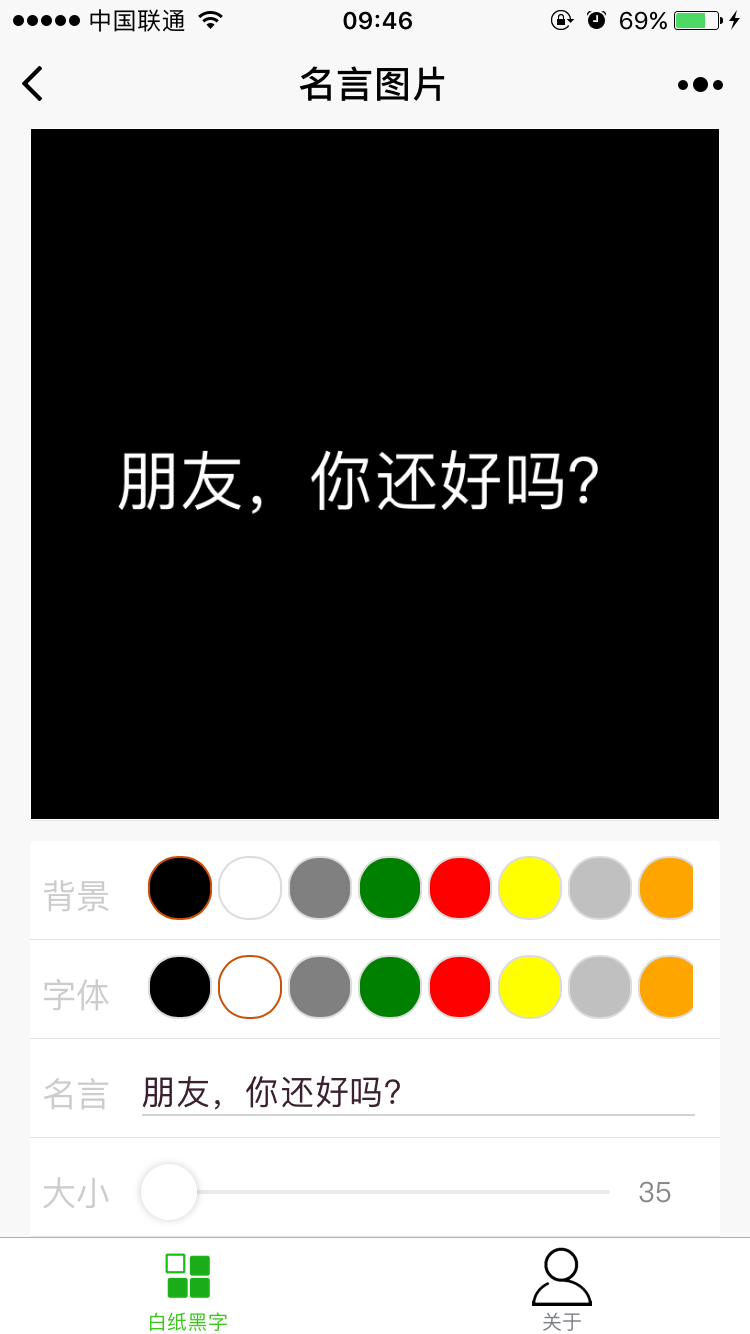 中国联通 09:46 69%
名言图片
朋友，你还好吗?
背景
字体
名言 朋友，你还好吗?
大小 35
白纸黑字 关于